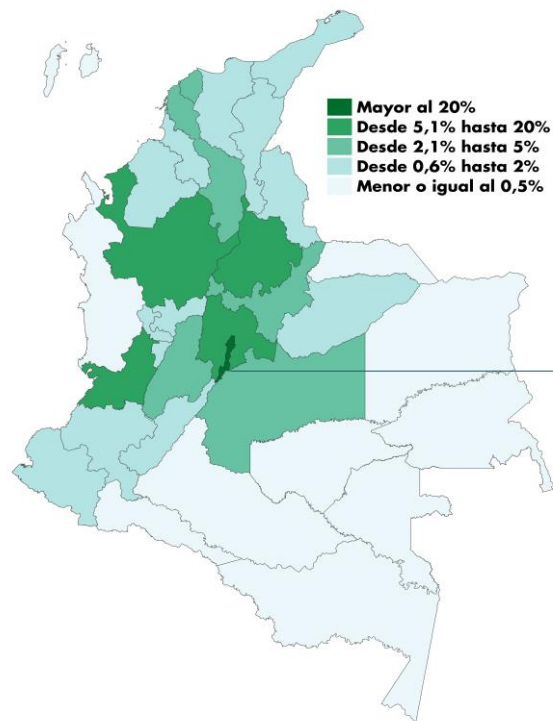 Mayor al 20%
Desde 5,1% hasta 20%
Desde 2,1% hasta 5%
Desde 0,6% hasta 2%
Menor o igual al 0,5%